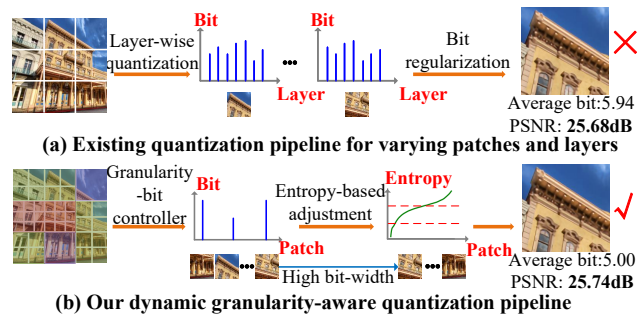 Layer-wise
quantization
Bit
Layer
Bit
Layer
Bit
regularization
Average bit:5.94
PSNR: 25.68dB
(a) Existing quantization pipeline for varying patches and layers
Granularity
-bit
controller
Bit
Patch
Entropy-based
adjustment
Entropy
Patch
High bit-width
Average bit:5.00
PSNR: 25.74dB
(b) Our dynamic granularity-aware quantization pipeline